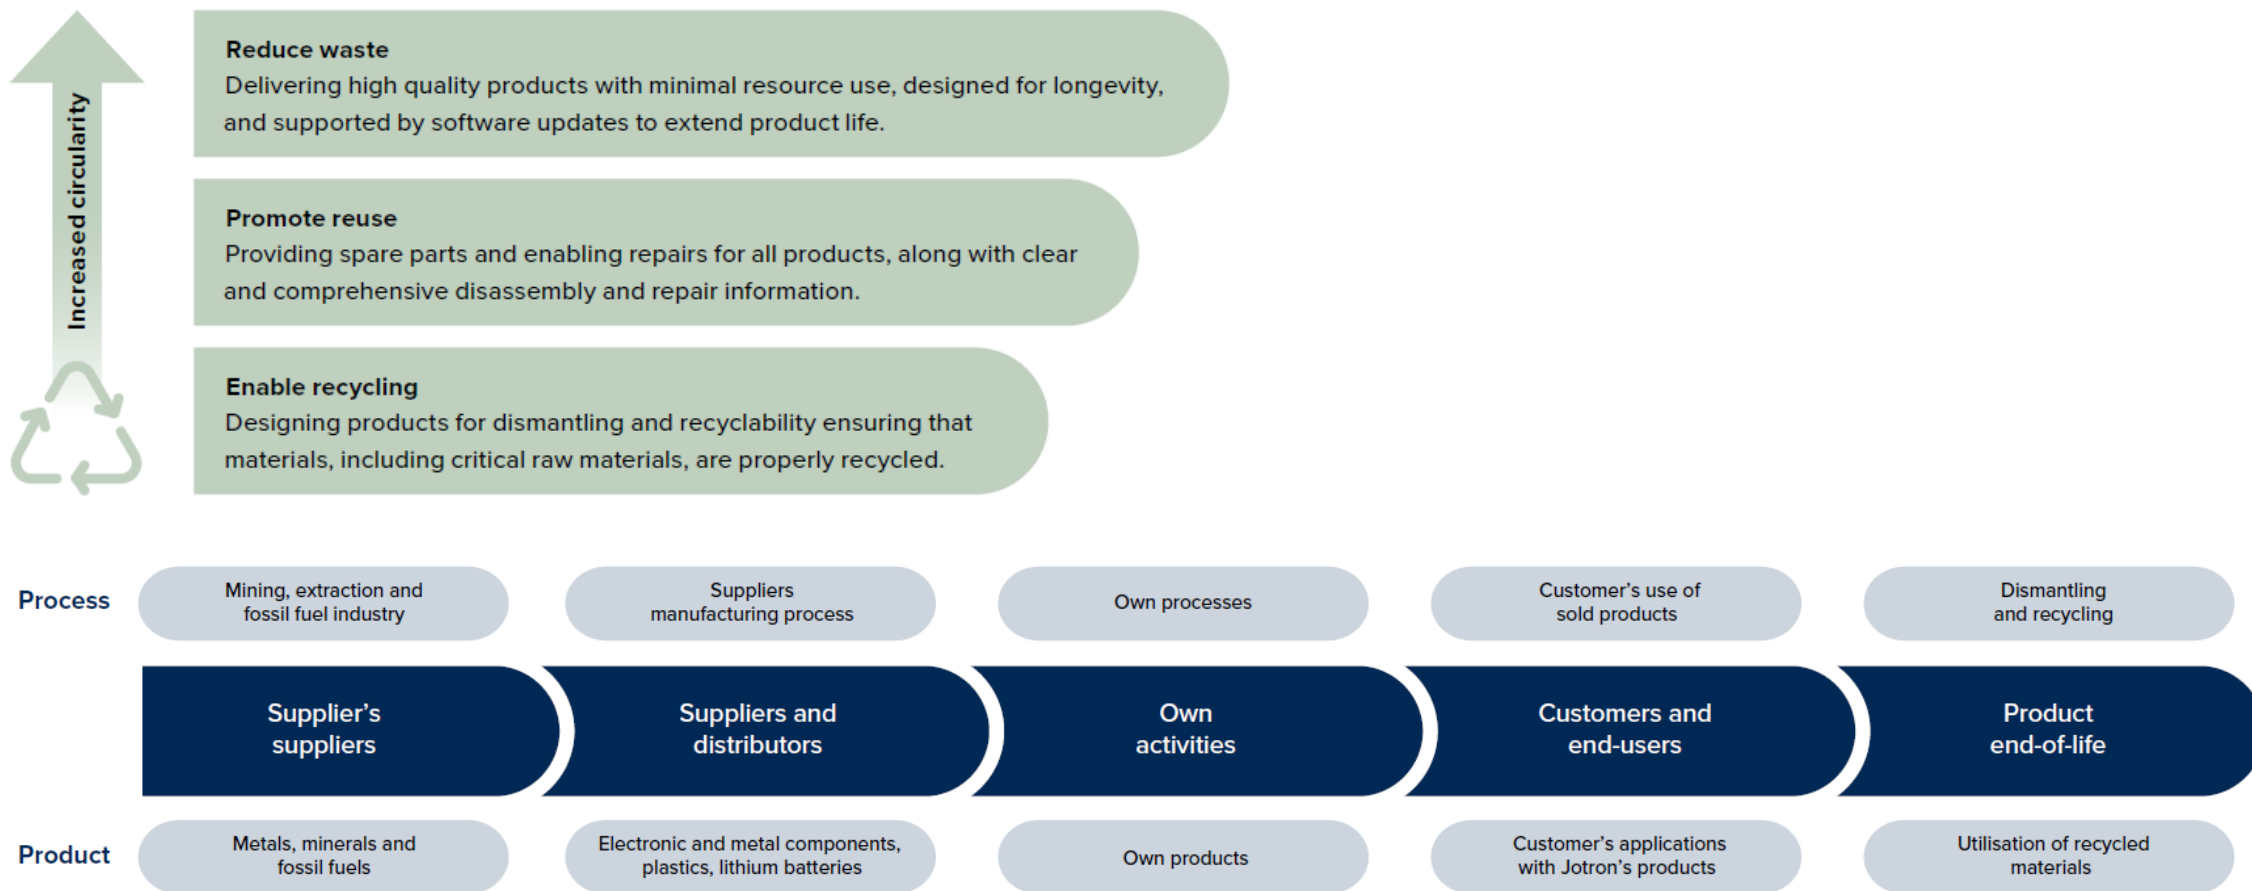 Increased circularity
Reduce waste
Delivering high quality products with minimal resource use, designed for longevity,
and supported by software updates to extend product life.
Promote reuse
Providing spare parts and enabling repairs for all products, along with clear
and comprehensive disassembly and repair information.
Enable recycling
Designing products for dismantling and recyclability ensuring that
materials, including critical raw materials, are properly recycled.
Process
Mining, extraction and
fossil fuel industry
Suppliers
manufacturing process
Own processes
Customer’s use of
sold products
Dismantling
and recycling
Supplier’s
suppliers
Suppliers and
distributors
Own
activities
Customers and
end-users
Product
end-of-life
Product
Metals, minerals and
fossil fuels
Electronic and metal components,
plastics, lithium batteries
Own products
Customer’s applications
with Jotron’s products
Utilisation of recycled
materials